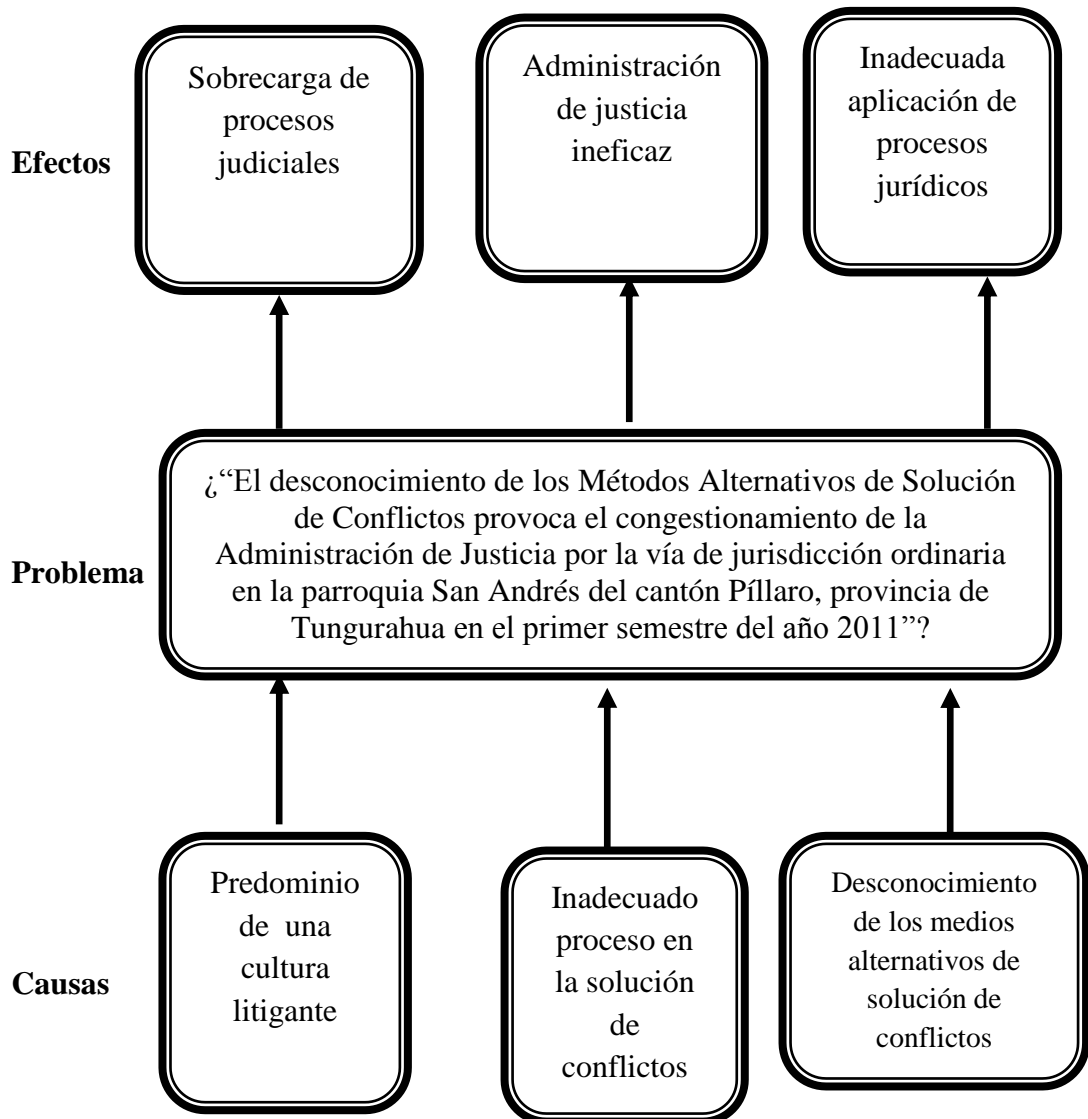 Sobrecarga de
procesos
judiciales
Administración
de justicia
ineficaz
Inadecuada
aplicación de
procesos
jurídicos
Efectos
¿“El desconocimiento de los Métodos Alternativos de Solución
de Conflictos provoca el congestionamiento de la
Administración de Justicia por la vía de jurisdicción ordinaria
en la parroquia San Andrés del cantón Píllaro, provincia de
Tungurahua en el primer semestre del año 2011”?
Problema
Predominio
de una
cultura
litigante
Inadecuado
proceso en
la solución
de
conflictos
Desconocimiento
de los medios
alternativos de
solución de
conflictos
Causas